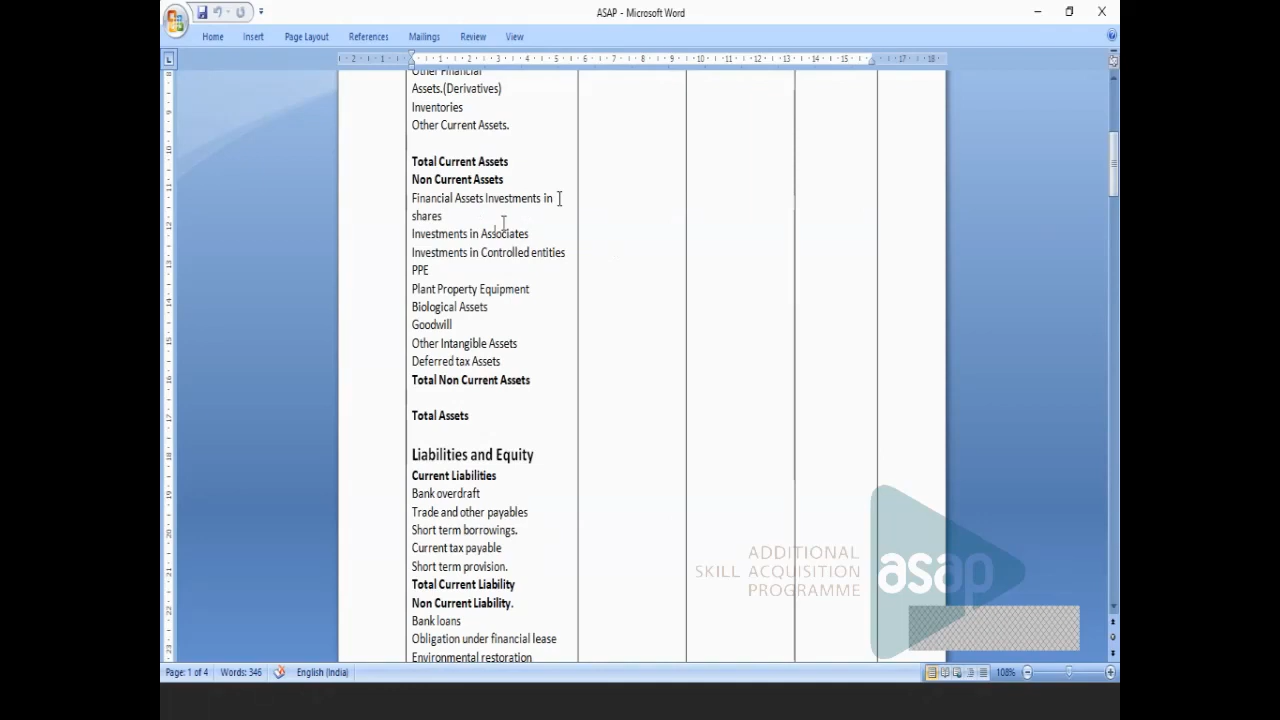 ASAP - Microsoft Word
Home Insert Page Layout References Mailings Review View
Other Financial
Assets.(Derivatives)
Inventories
Other Current Assets.
Total Current Assets
Non Current Assets
Financial Assets Investments in
shares
Investments in Associates
Investments in Controlled entities
PPE
Plant Property Equipment
Biological Assets
Goodwill
Other Intangible Assets
Deferred tax Assets
Total Non Current Assets
Total Assets
Liabilities and Equity
Current Liabilities
Bank overdraft
Trade and other payables
Short term borrowings.
Current tax payable
Short term provision.
Total Current Liability
Non Current Liability.
Bank loans
Obligation under financial lease
Environmental restoration
ADDITIONAL
SKILL ACQUISITION
PROGRAMME
asap
Page: 1 of 4 Words: 346 English (India) 108%